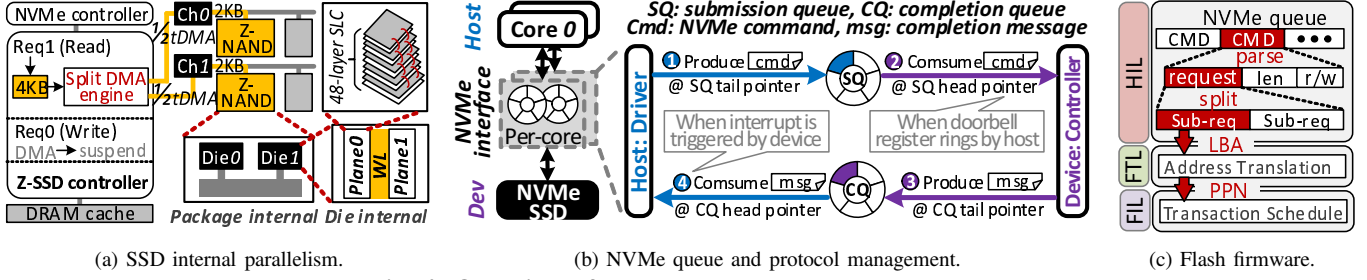 NVMe controller
Req1 (Read)
4KB
Split DMA
engine
Req0 (Write)
DMA→suspend
Z-SSD controller
DRAM cache
Ch0
2KB
½tDMA
Z-
NAND
Ch1
2KB
½tDMA
Z-
NAND
48-layer SLC
Die0
Die1
Package internal
Plane0
WL
Plane1
Die internal
(a) SSD internal parallelism.
SQ: submission queue, CQ: completion queue
Cmd: NVMe command, msg: completion message
Host
Core 0
NVMe
interface
Per-core
Dev
NVMe
SSD
Host: Driver
1 Produce cmd
@ SQ tail pointer
SQ
2 Comsume cmd
@ SQ head pointer
When interrupt is
triggered by device
When doorbell
register rings by host
4 Comsume msg
@ CQ head pointer
CQ
3 Produce msg
@ CQ tail pointer
Device: Controller
(b) NVMe queue and protocol management.
HIL
NVMe queue
CMD CMD •••
parse
request len r/w
split
Sub-req Sub-req
LBA
FTL
Address Translation
PPN
FIL
Transaction Schedule
(c) Flash firmware.